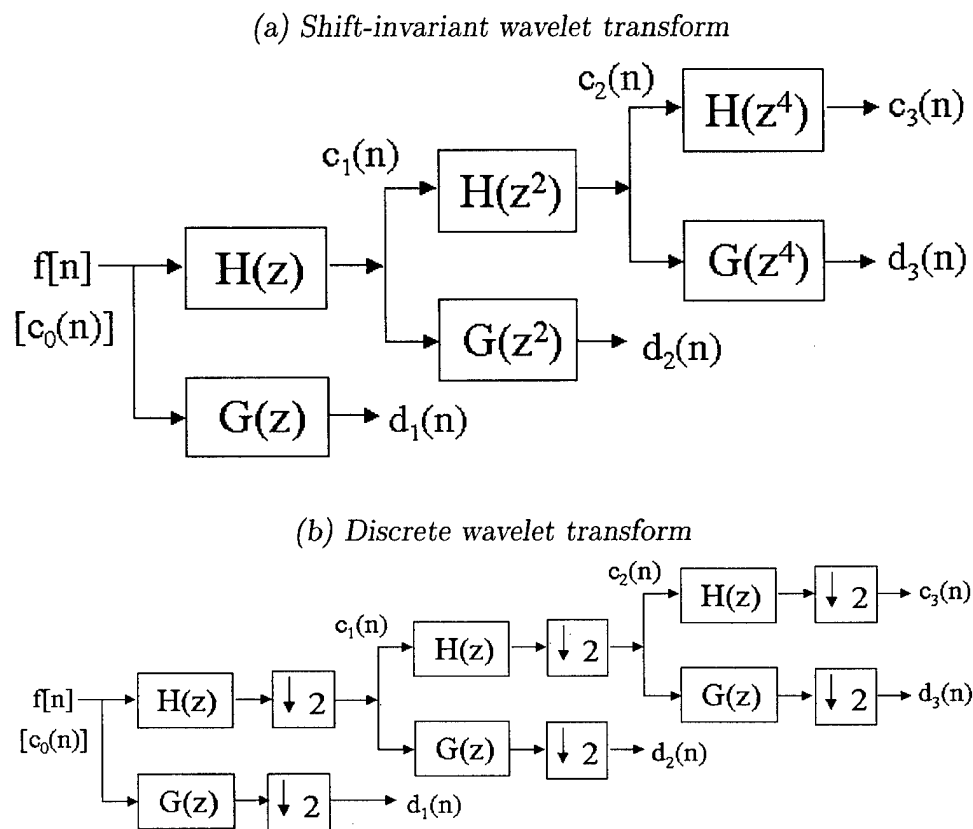 (a) Shift-invariant wavelet transform
c₂(n)
H(z⁴)
c₃(n)
c₁(n)
H(z²)
f[n]
H(z)
G(z⁴)
d₃(n)
[c₀(n)]
G(z²)
d₂(n)
G(z)
d₁(n)
(b) Discrete wavelet transform
c₂(n)
H(z)
↓ 2
c₃(n)
c₁(n)
H(z)
↓ 2
f[n]
H(z)
↓ 2
G(z)
↓ 2
d₃(n)
[c₀(n)]
G(z)
↓ 2
d₂(n)
G(z)
↓ 2
d₁(n)